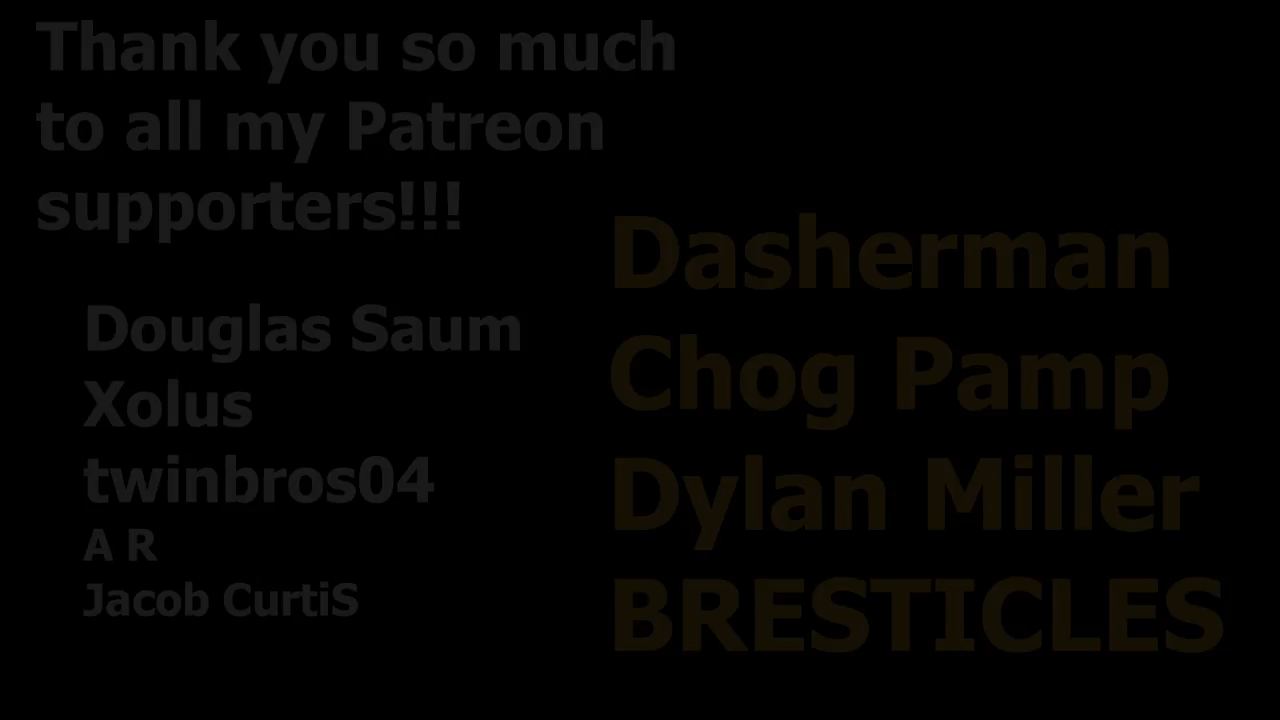 Thank you so much
to all my Patreon
supporters!!!
Douglas Saum
Xolus
twinbros04
A R
Jacob CurtiS
Dasherman
Chog Pamp
Dylan Miller
BRESTICLES